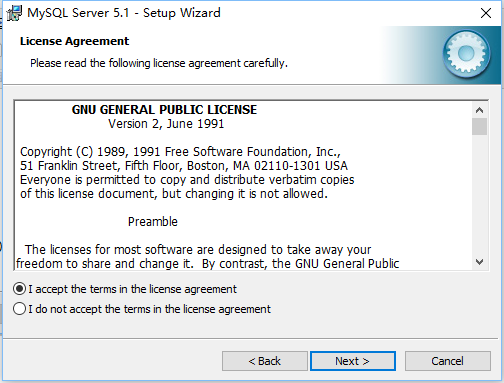 MySQL Server 5.1 - Setup Wizard
License Agreement
Please read the following license agreement carefully.
GNU GENERAL PUBLIC LICENSE
Version 2, June 1991
Copyright (C) 1989, 1991 Free Software Foundation, Inc.,
51 Franklin Street, Fifth Floor, Boston, MA 02110-1301 USA
Everyone is permitted to copy and distribute verbatim copies
of this license document, but changing it is not allowed.
Preamble
The licenses for most software are designed to take away your
freedom to share and change it. By contrast, the GNU General Public
I accept the terms in the license agreement
I do not accept the terms in the license agreement
< Back
Next >
Cancel